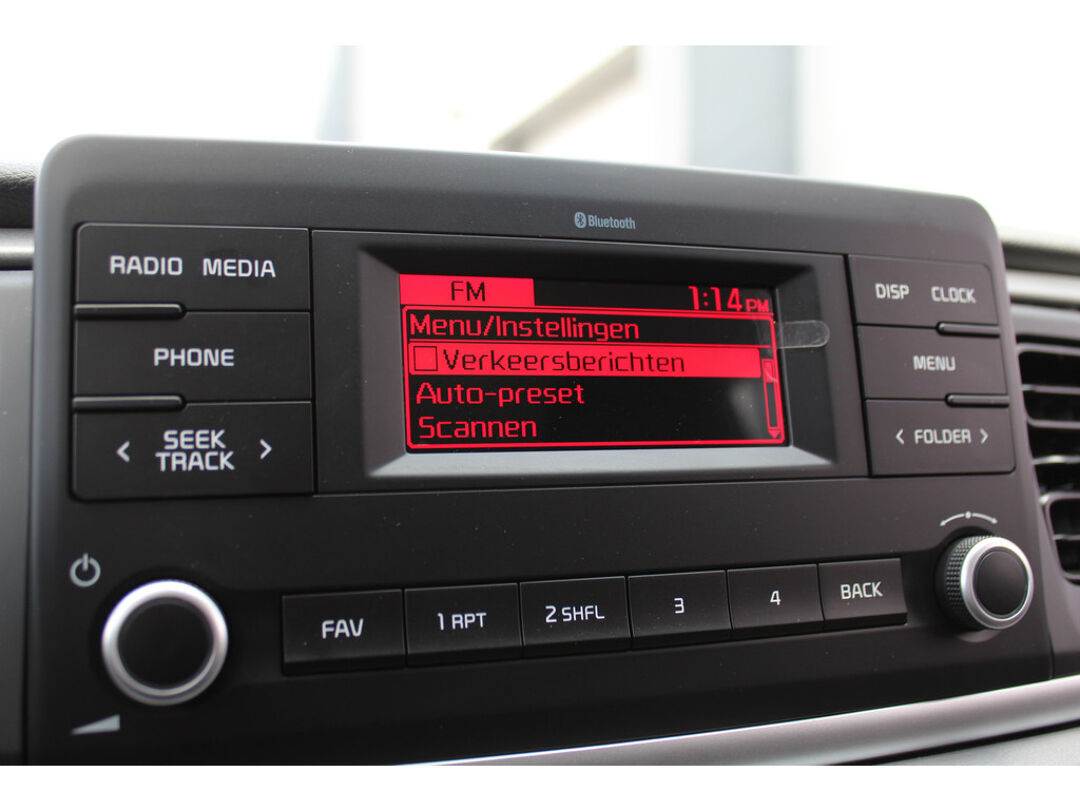 Bluetooth
RADIO MEDIA
PHONE
< SEEK TRACK >
FM 1:14 PM
Menu/Instellingen
Verkeersberichten
Auto-preset
Scannen
DISP CLOCK
MENU
< FOLDER >
FAV
1 RPT
2 SHFL
3
4
BACK